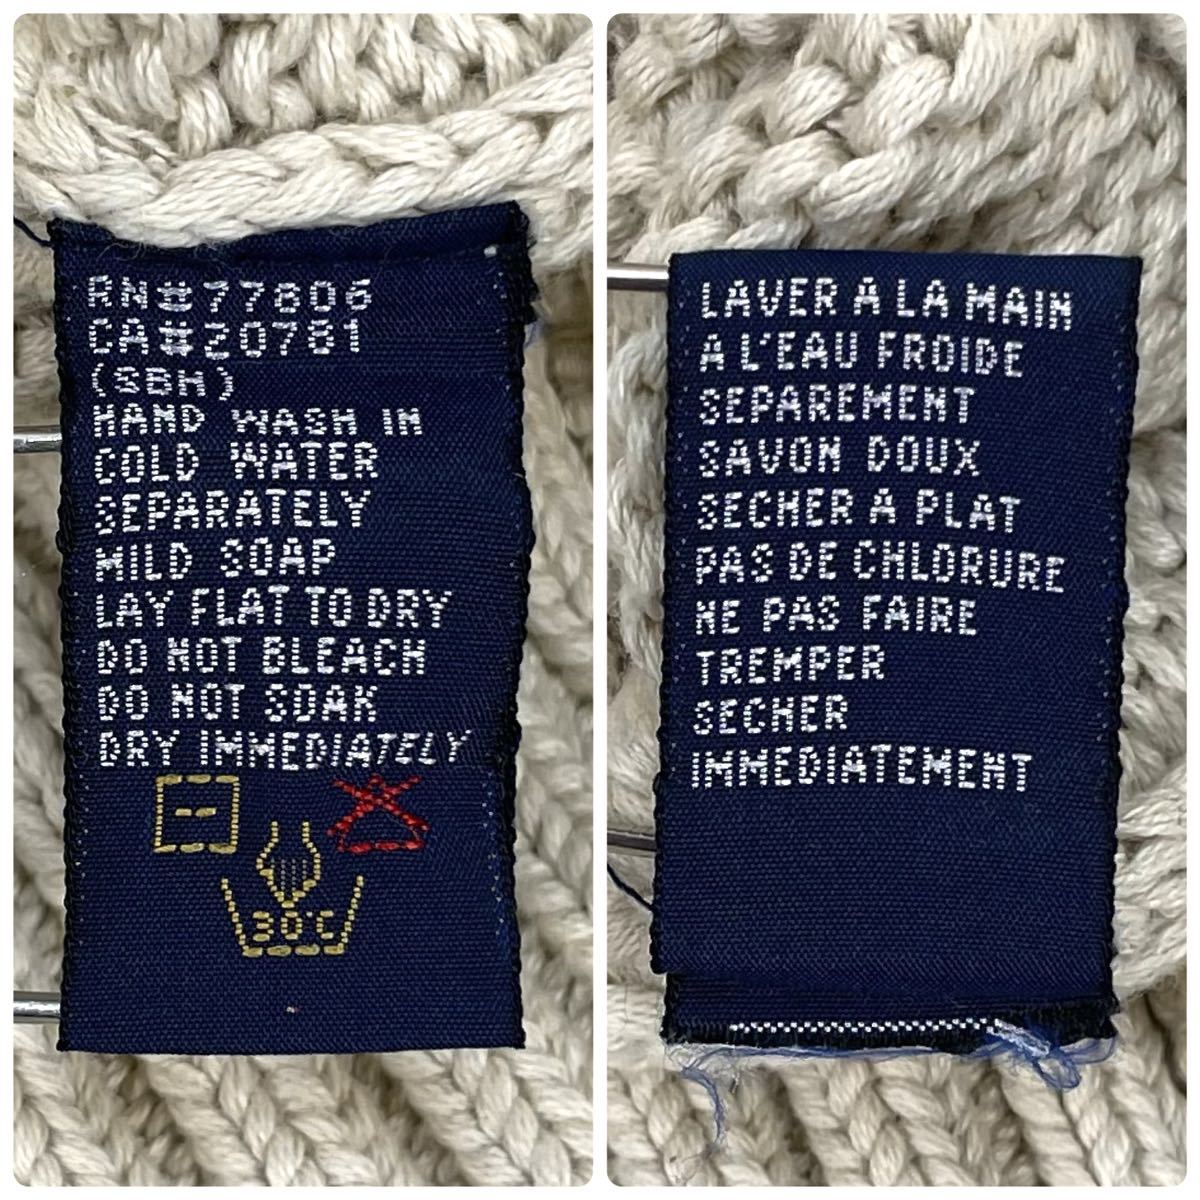 RN#77806
CA#20781
(SBH)
HAND WASH IN
COLD WATER
SEPARATELY
MILD SOAP
LAY FLAT TO DRY
DO NOT BLEACH
DO NOT SOAK
DRY IMMEDIATELY
30°C
LAVER A LA MAIN
A L'EAU FROIDE
SEPAREMENT
SAVON DOUX
SECHER A PLAT
PAS DE CHLORURE
NE PAS FAIRE
TREMPER
SECHER
IMMEDIATEMENT